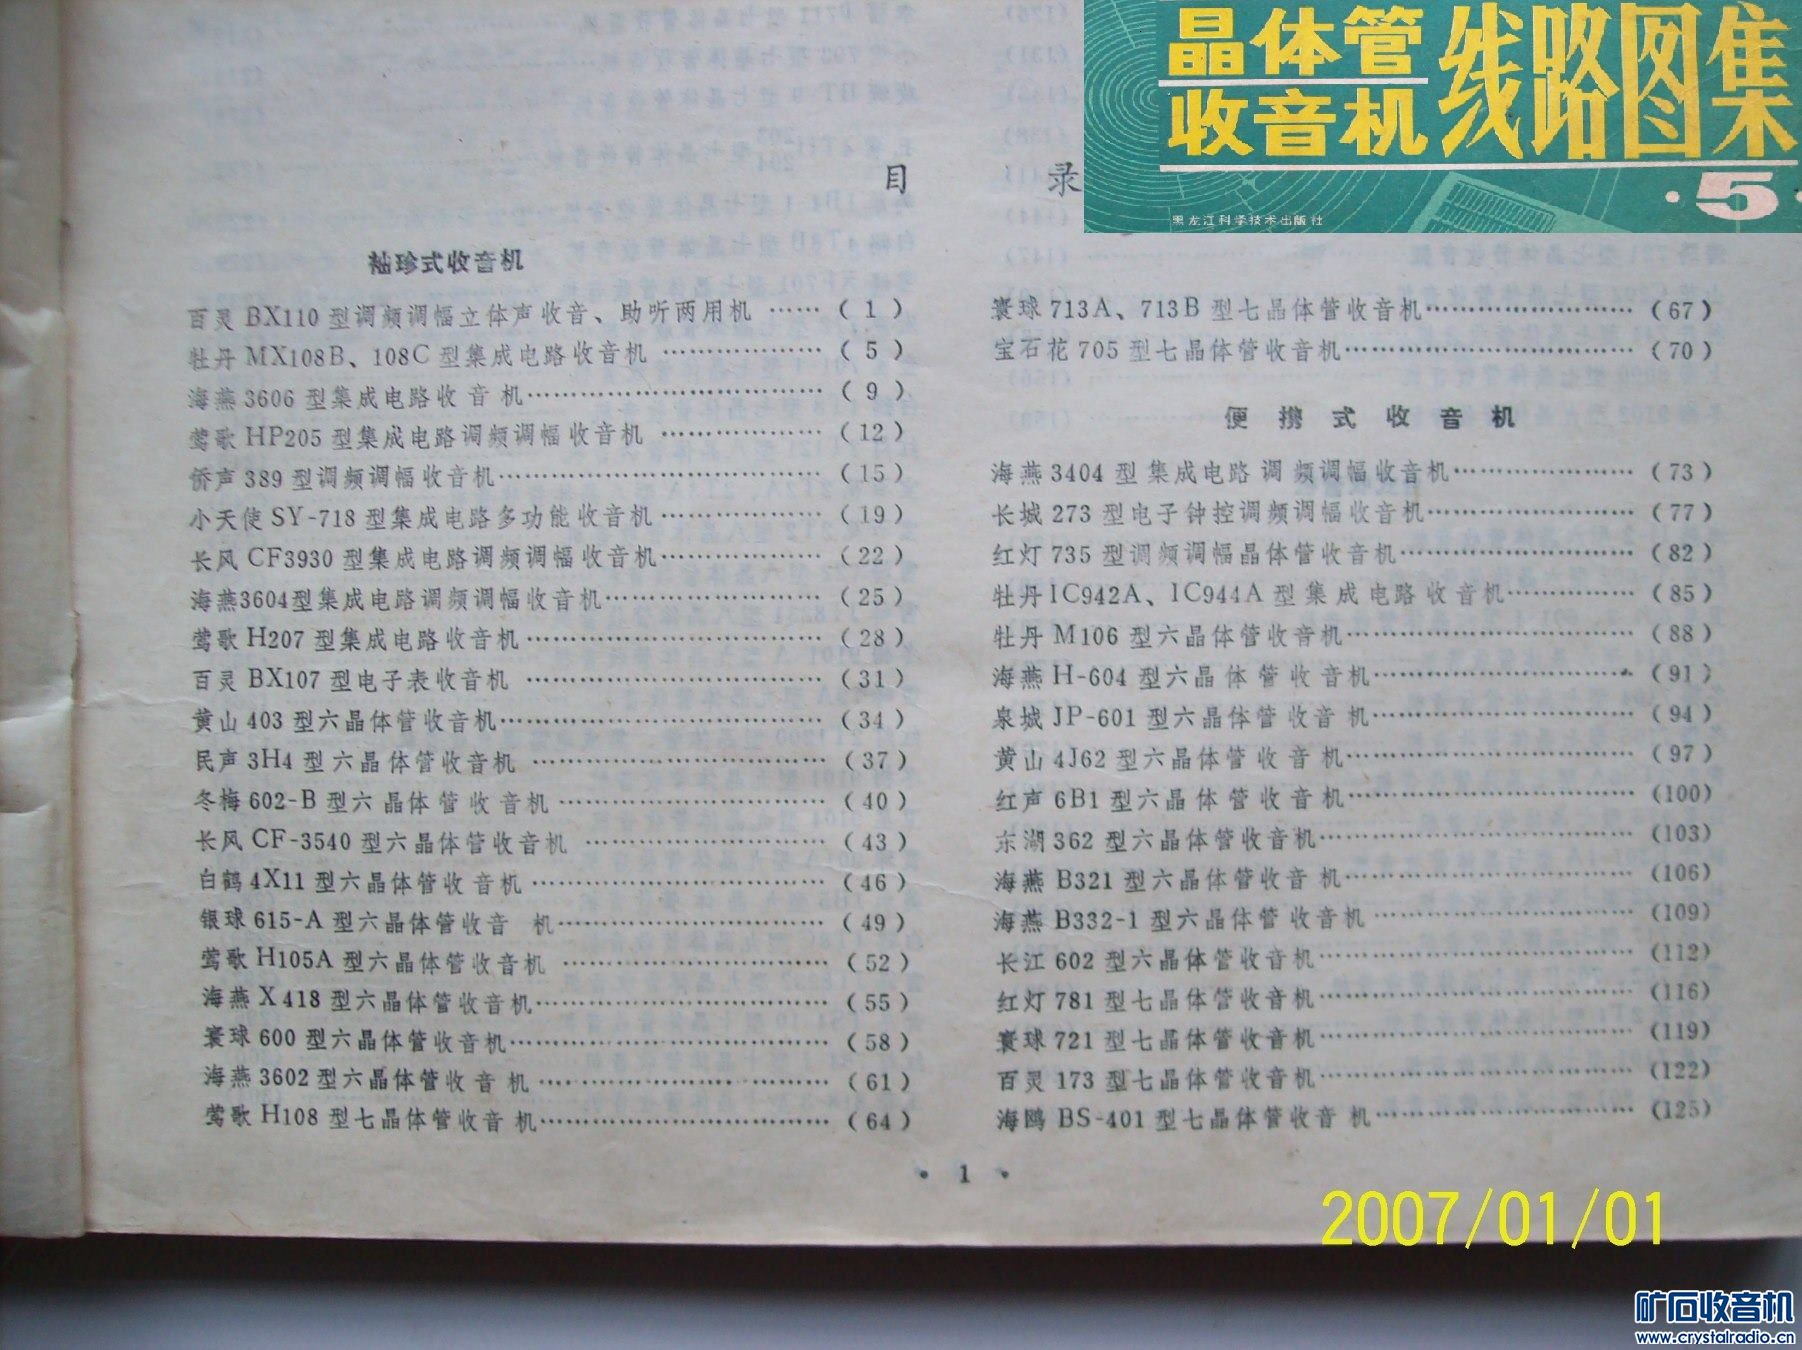 晶体管
收音机
线路图集
·5·
黑龙江科学技术出版社
目 录
袖珍式收音机
百灵 BX110 型调频调幅立体声收音、助听两用机 ……（ 1 ）
牡丹 MX108B、108C 型集成电路收音机 ………………（ 5 ）
海燕 3606 型集成电路收音机……………………………（ 9 ）
莺歌 HP205 型集成电路调频调幅收音机 ………………（12 ）
侨声 389 型调频调幅收音机………………………………（15 ）
小天使 SY-718 型集成电路多功能收音机 ………………（19 ）
长风 CF3930 型集成电路调频调幅收音机………………（22 ）
海燕3604型集成电路调频调幅收音机……………………（25 ）
莺歌 H207 型集成电路收音机……………………………（28 ）
百灵 BX107 型电子表收音机 ……………………………（31 ）
黄山 403 型六晶体管收音机………………………………（34 ）
民声 3H4 型六晶体管收音机 ……………………………（37 ）
冬梅 602-B 型六晶体管收音机 …………………………（40 ）
长风 CF-3540 型六晶体管收音机 ………………………（43 ）
白鹤 4X11 型六晶体管收音机 ……………………………（46 ）
银球 615-A 型六晶体管收音 机…………………………（49 ）
莺歌 H105A 型六晶体管收音机 …………………………（52 ）
海燕 X418 型六晶体管收音机……………………………（55 ）
寰球 600 型六晶体管收音机………………………………（58 ）
海燕 3602 型六晶体管收音机 ……………………………（61 ）
莺歌 H108 型七晶体管收音机……………………………（64 ）
寰球 713A、713B 型七晶体管收音机……………………（67）
宝石花 705 型七晶体管收音机……………………………（70）
便携式收音机
海燕 3404 型集成电路调频调幅收音机…………………（73）
长城 273 型电子钟控调频调幅收音机……………………（77）
红灯 735 型调频调幅晶体管收音机………………………（82）
牡丹IC942A、IC944A 型集成电路收音机……………（85）
牡丹 M106 型六晶体管收音机……………………………（88）
海燕 H-604 型六晶体管收音机…………………………（91）
泉城 JP-601 型六晶体管收音机…………………………（94）
黄山 4J62 型六晶体管收音机……………………………（97）
红声 6B1 型六晶体管收音机……………………………（100）
东湖 362 型六晶体管收音机………………………………（103）
海燕 B321 型六晶体管收音机……………………………（106）
海燕 B332-1 型六晶体管收音机 …………………………（109）
长江 602 型六晶体管收音机………………………………（112）
红灯 781 型七晶体管收音机………………………………（116）
寰球 721 型七晶体管收音机………………………………（119）
百灵 173 型七晶体管收音机………………………………（122）
海鸥 BS-401 型七晶体管收音机…………………………（125）
· 1 ·
2007/01/01
矿石收音机
www.crystalradio.cn